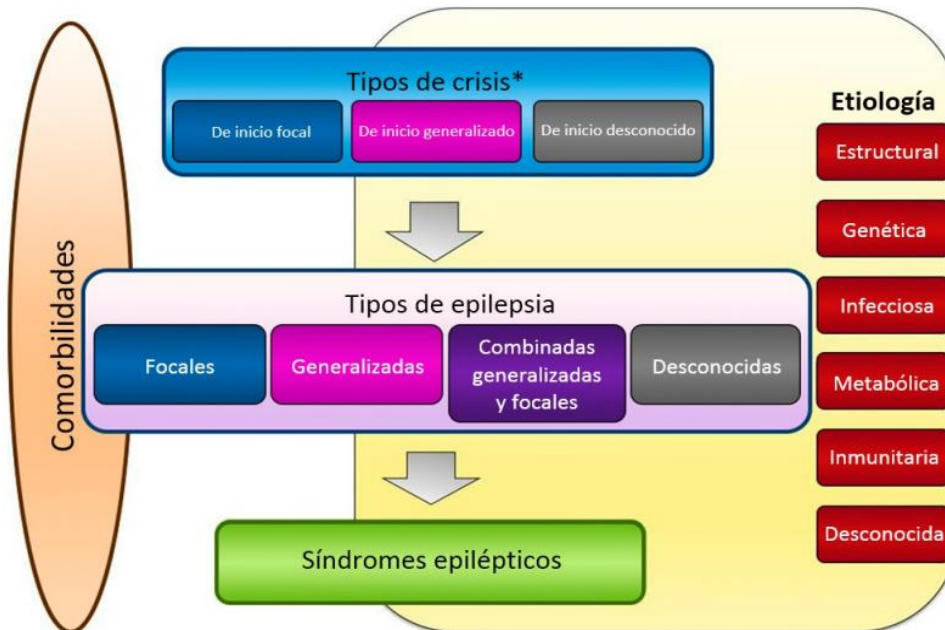 Tipos de crisis*
De inicio focal
De inicio generalizado
De inicio desconocido
Etiología
Estructural
Genética
Infecciosa
Metabólica
Inmunitaria
Desconocida
Comorbilidades
Tipos de epilepsia
Focales
Generalizadas
Combinadas
generalizadas
y focales
Desconocidas
Síndromes epilépticos